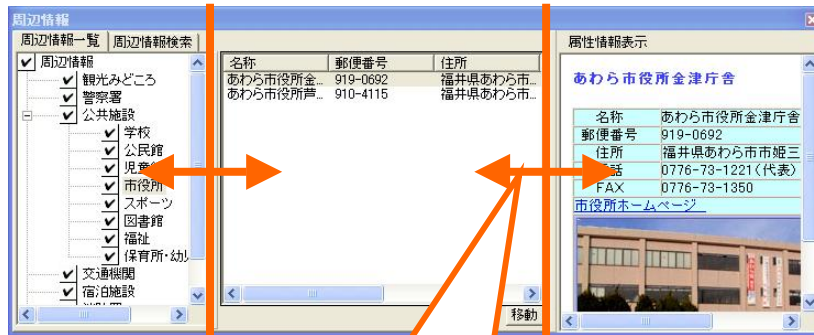 周辺情報
周辺情報一覧 周辺情報検索
周辺情報
観光みどころ
警察署
公共施設
学校
公民館
市役所
スポーツ
図書館
福祉
保育所・幼
交通機関
宿泊施設
名称 郵便番号 住所
あわら市役所金... 919-0692 福井県あわら市...
あわら市役所芦... 910-4115 福井県あわら市...
移動
属性情報表示
あわら市役所金津庁舎
名称 あわら市役所金津庁舎
郵便番号 919-0692
住所 福井県あわら市市姫三
0776-73-1221(代表)
FAX 0776-73-1350
市役所ホームページ